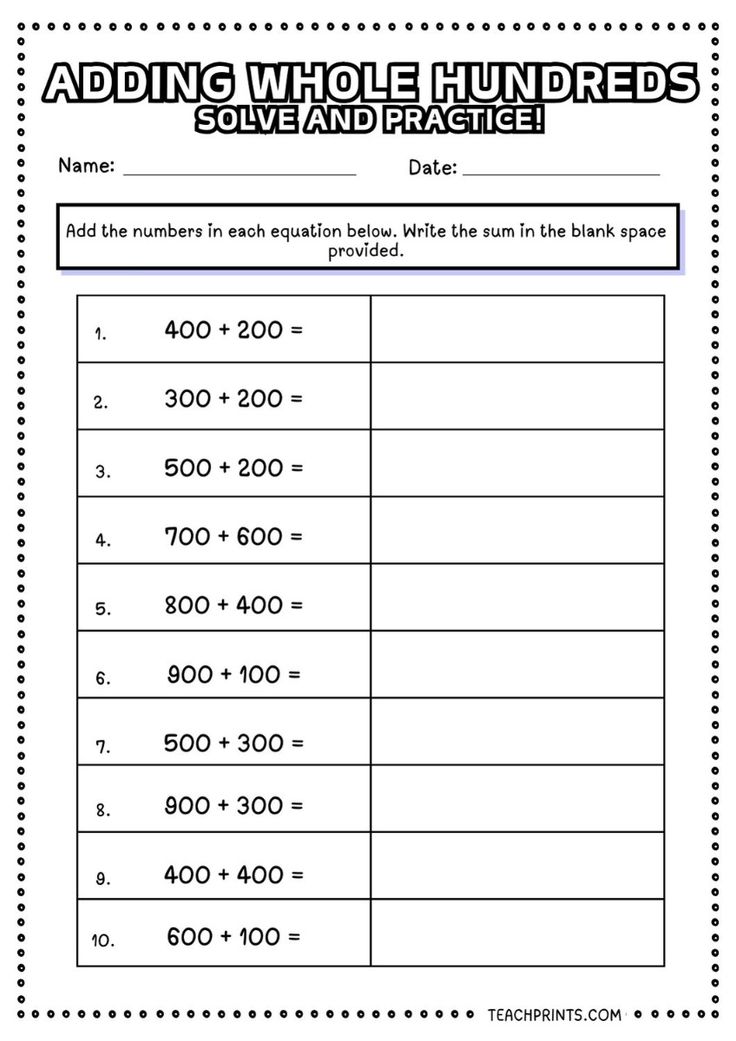 ADDING WHOLE HUNDREDS
SOLVE AND PRACTICE!
Name: Date:
Add the numbers in each equation below. Write the sum in the blank space
provided.
1. 400 + 200 =
2. 300 + 200 =
3. 500 + 200 =
4. 700 + 600 =
5. 800 + 400 =
6. 900 + 100 =
7. 500 + 300 =
8. 900 + 300 =
9. 400 + 400 =
10. 600 + 100 =
TEACHPRINTS.COM